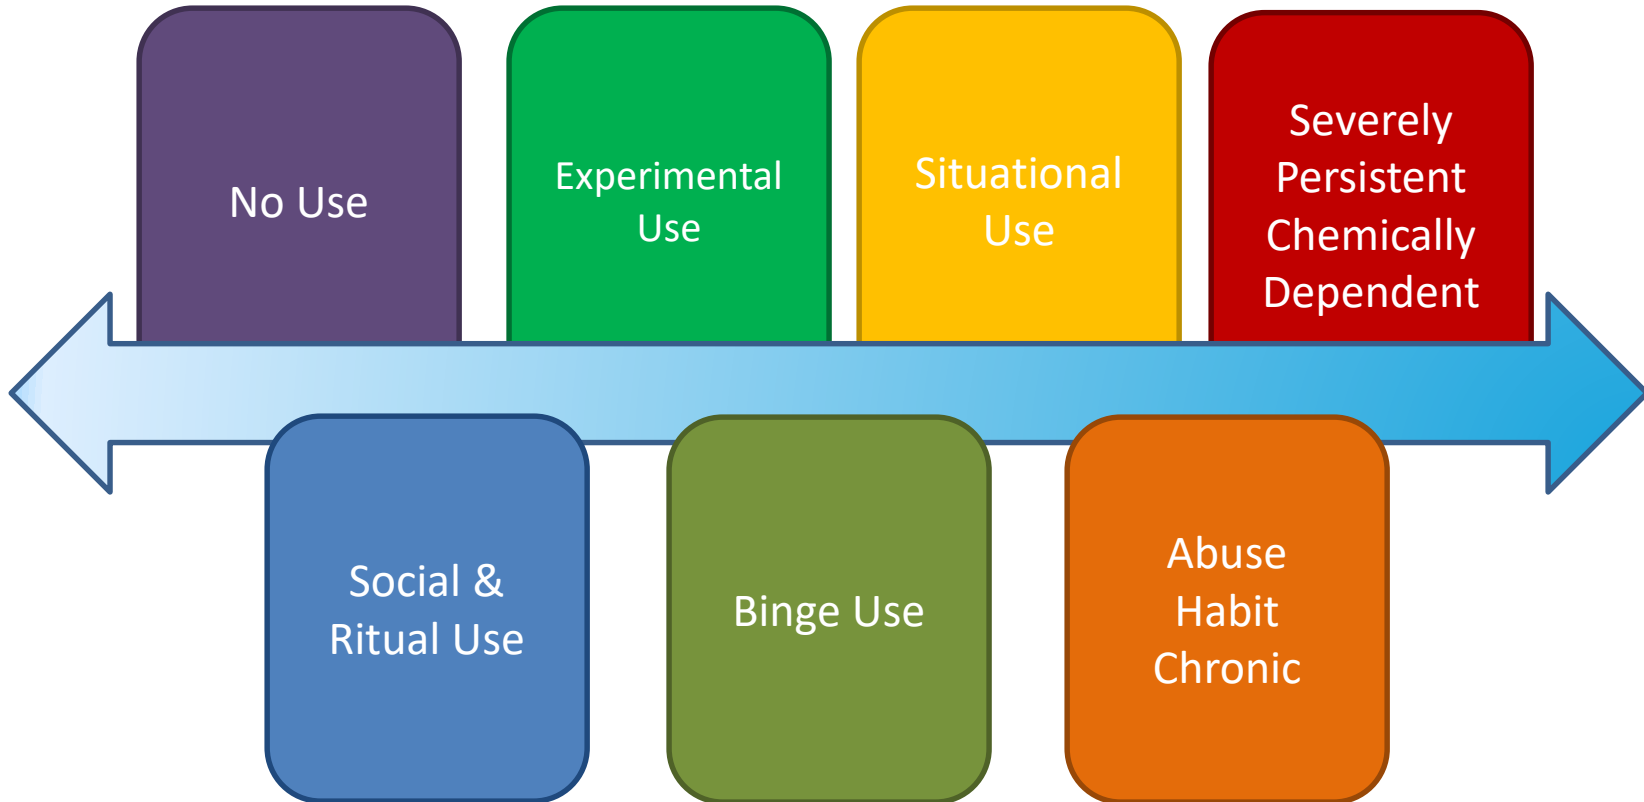 No Use
Experimental
Use
Situational
Use
Severely
Persistent
Chemically
Dependent
Social &
Ritual Use
Binge Use
Abuse
Habit
Chronic